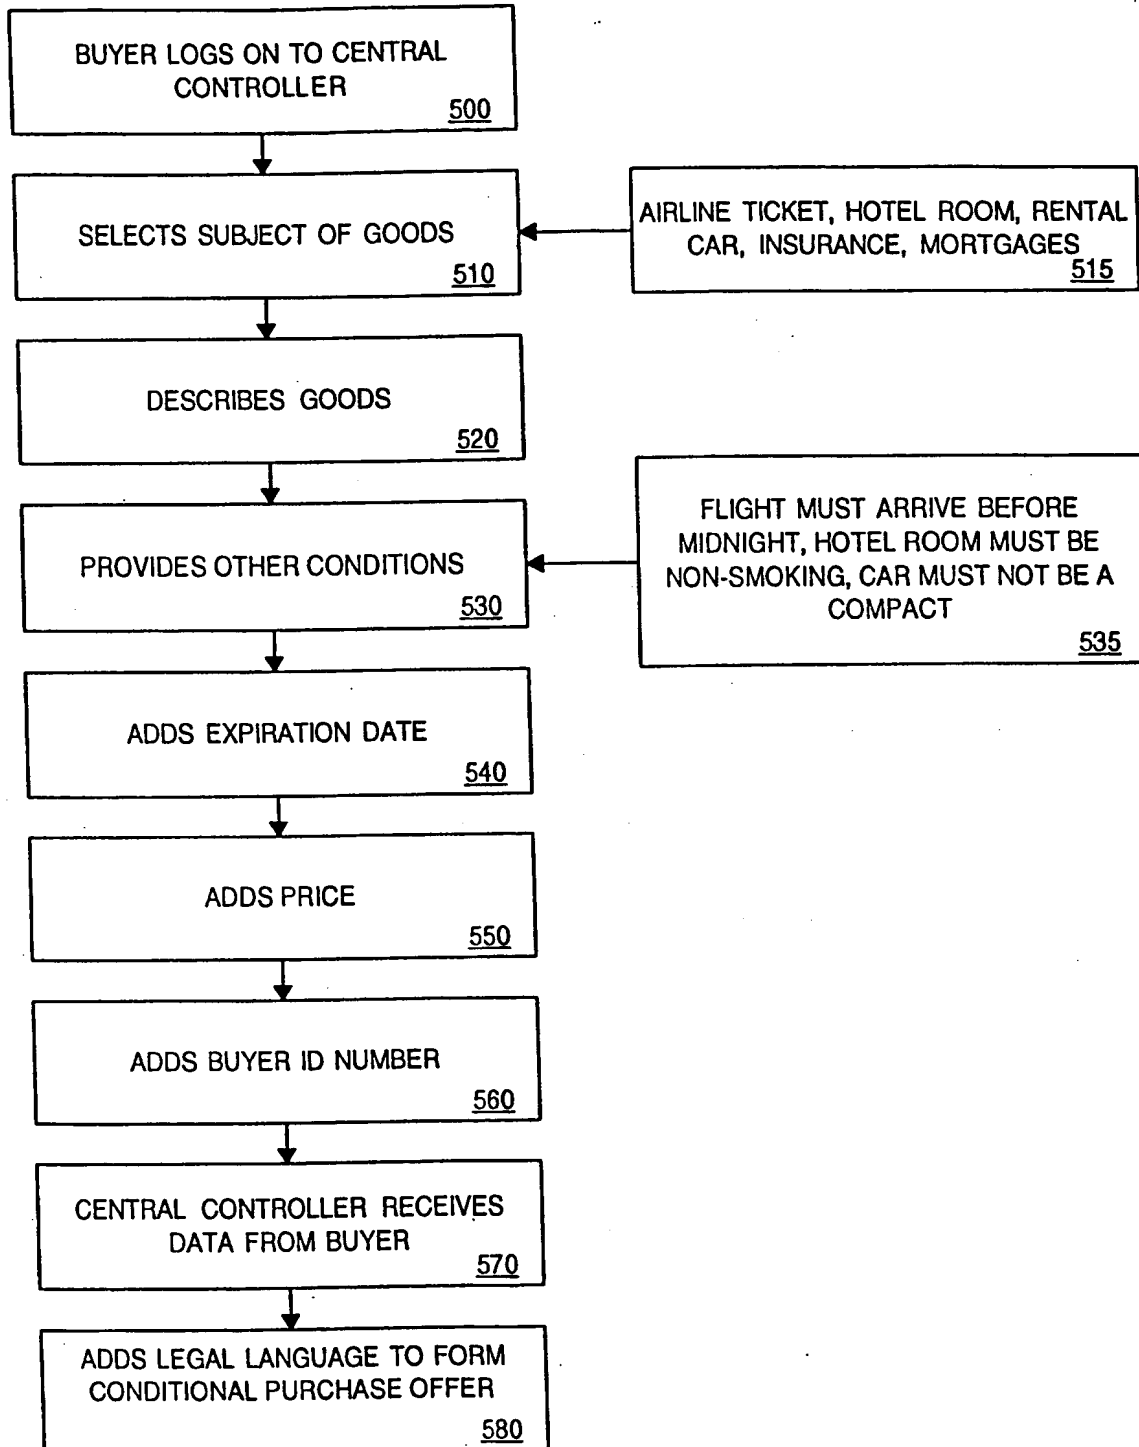 BUYER LOGS ON TO CENTRAL
CONTROLLER
500
SELECTS SUBJECT OF GOODS
510
AIRLINE TICKET, HOTEL ROOM, RENTAL
CAR, INSURANCE, MORTGAGES
515
DESCRIBES GOODS
520
PROVIDES OTHER CONDITIONS
530
FLIGHT MUST ARRIVE BEFORE
MIDNIGHT, HOTEL ROOM MUST BE
NON-SMOKING, CAR MUST NOT BE A
COMPACT
535
ADDS EXPIRATION DATE
540
ADDS PRICE
550
ADDS BUYER ID NUMBER
560
CENTRAL CONTROLLER RECEIVES
DATA FROM BUYER
570
ADDS LEGAL LANGUAGE TO FORM
CONDITIONAL PURCHASE OFFER
580